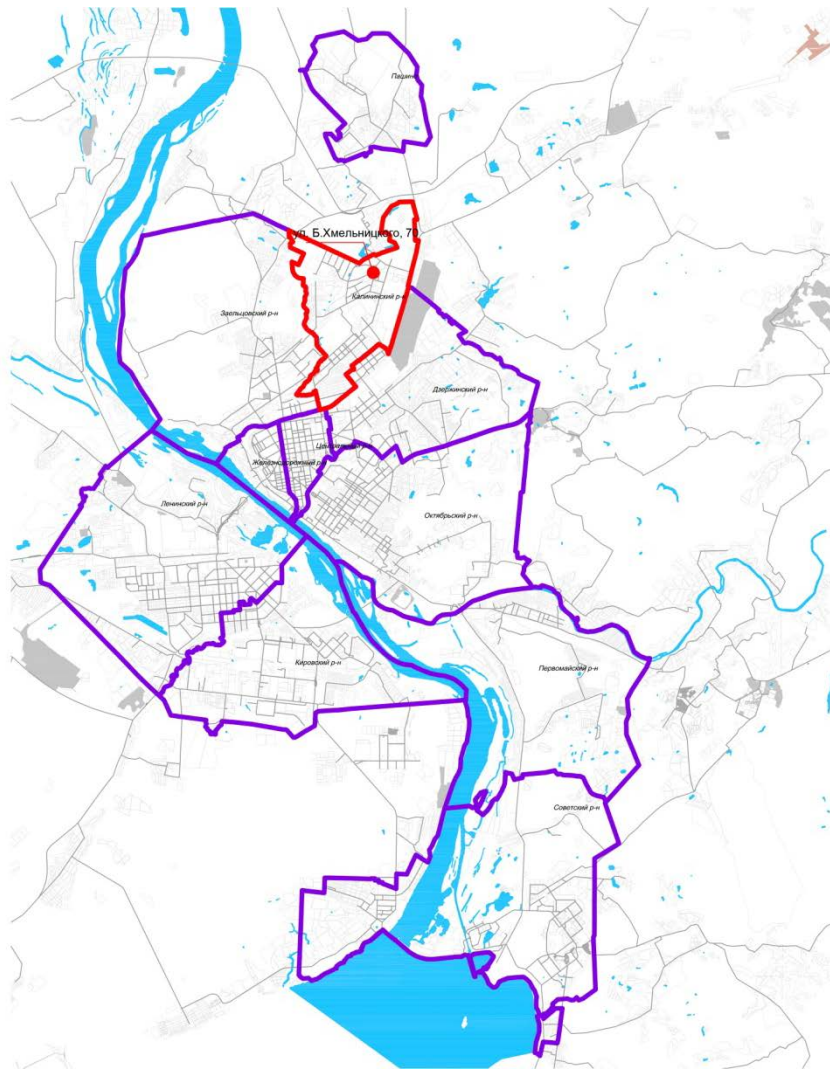 Пашино
ул. Б.Хмельницкого, 70
Калининский р-н
Заельцовский р-н
Дзержинский р-н
Центральный р-н
Железнодорожный р-н
Ленинский р-н
Октябрьский р-н
Кировский р-н
Первомайский р-н
Советский р-н